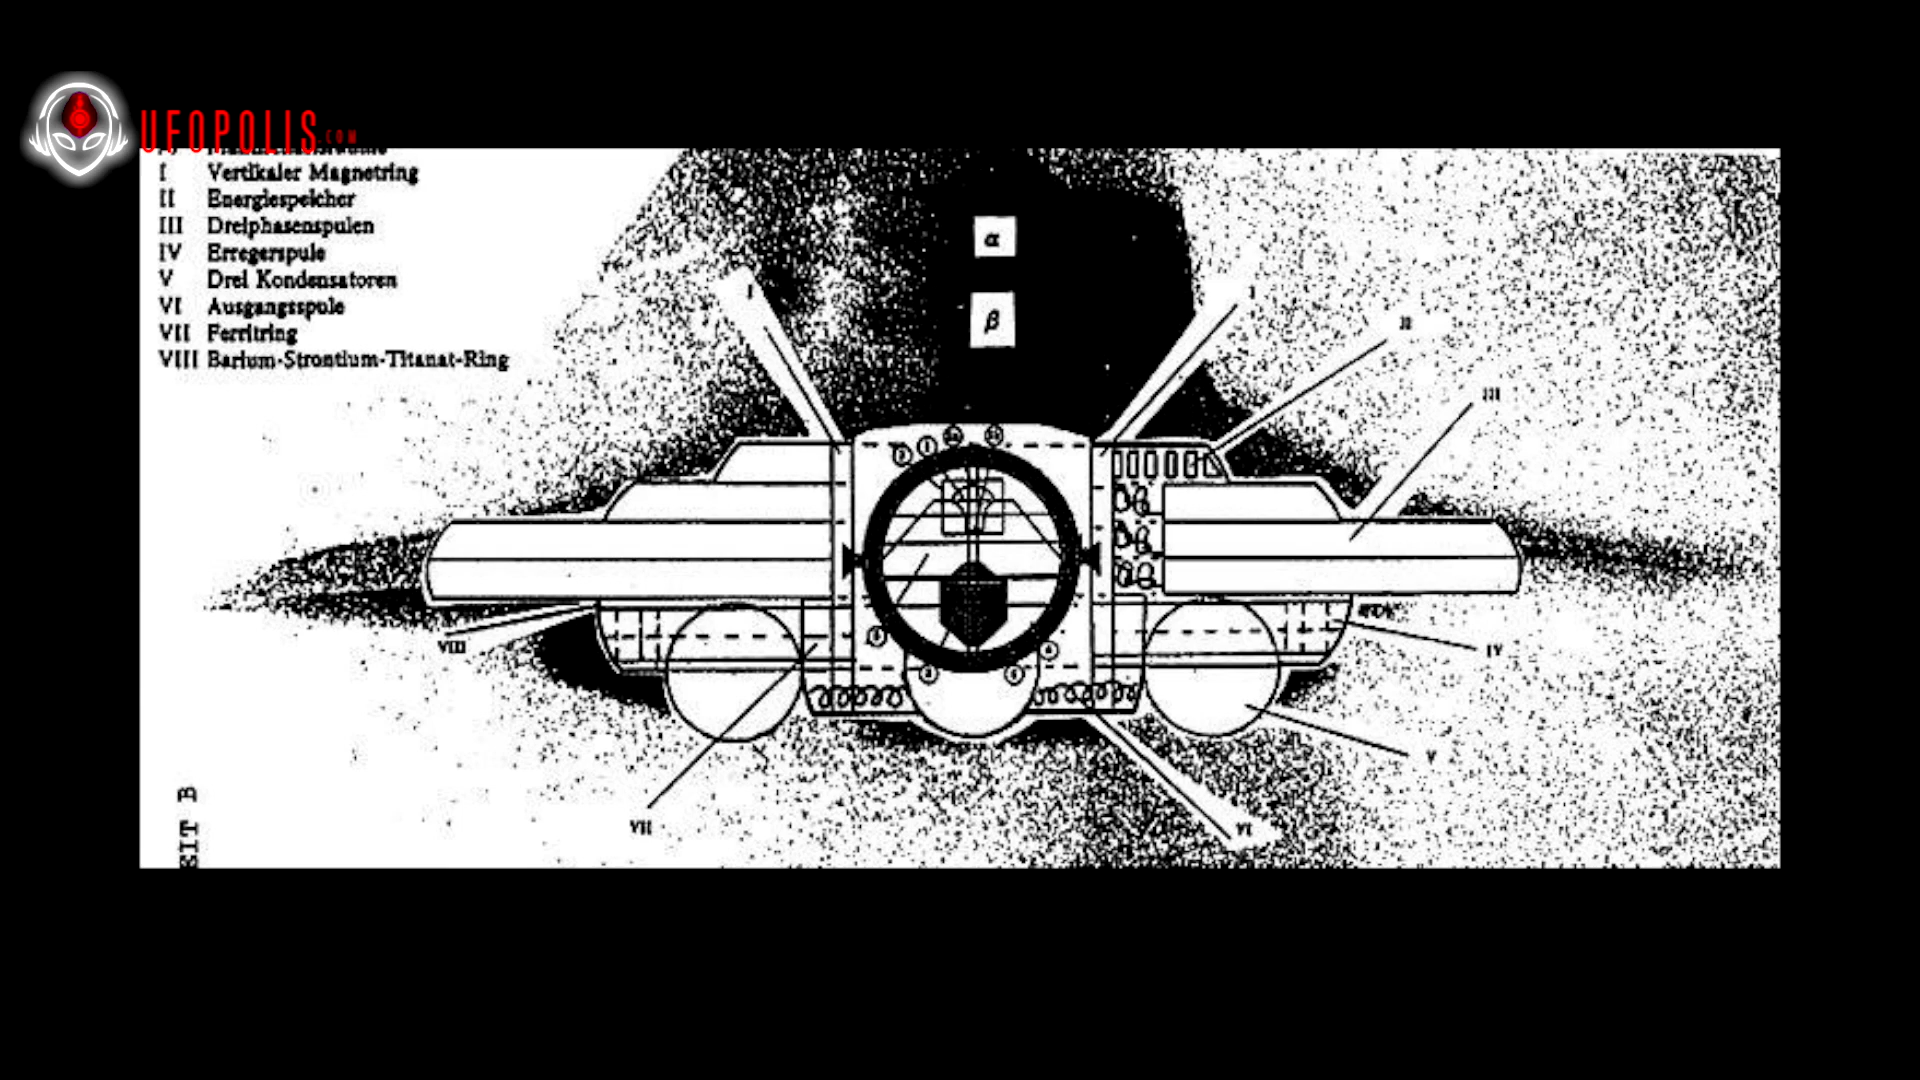 UFOPOLIS.COM
I Vertikaler Magnetring
II Energiespeicher
III Dreiphasenspulen
IV Erregerspule
V Drei Kondensatoren
VI Ausgangsspule
VII Ferritring
VIII Barium-Strontium-Titanat-Ring
α
β
I
I
II
III
VIII
IV
V
VII
VI
EIT B